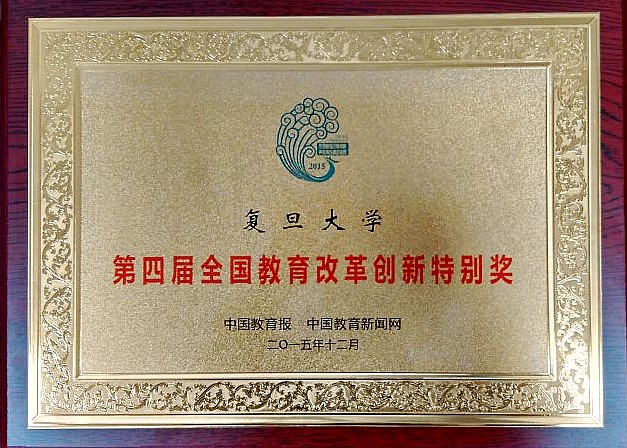 2015
复旦大学
第四届全国教育改革创新特别奖
中国教育报 中国教育新闻网
二〇一五年十二月